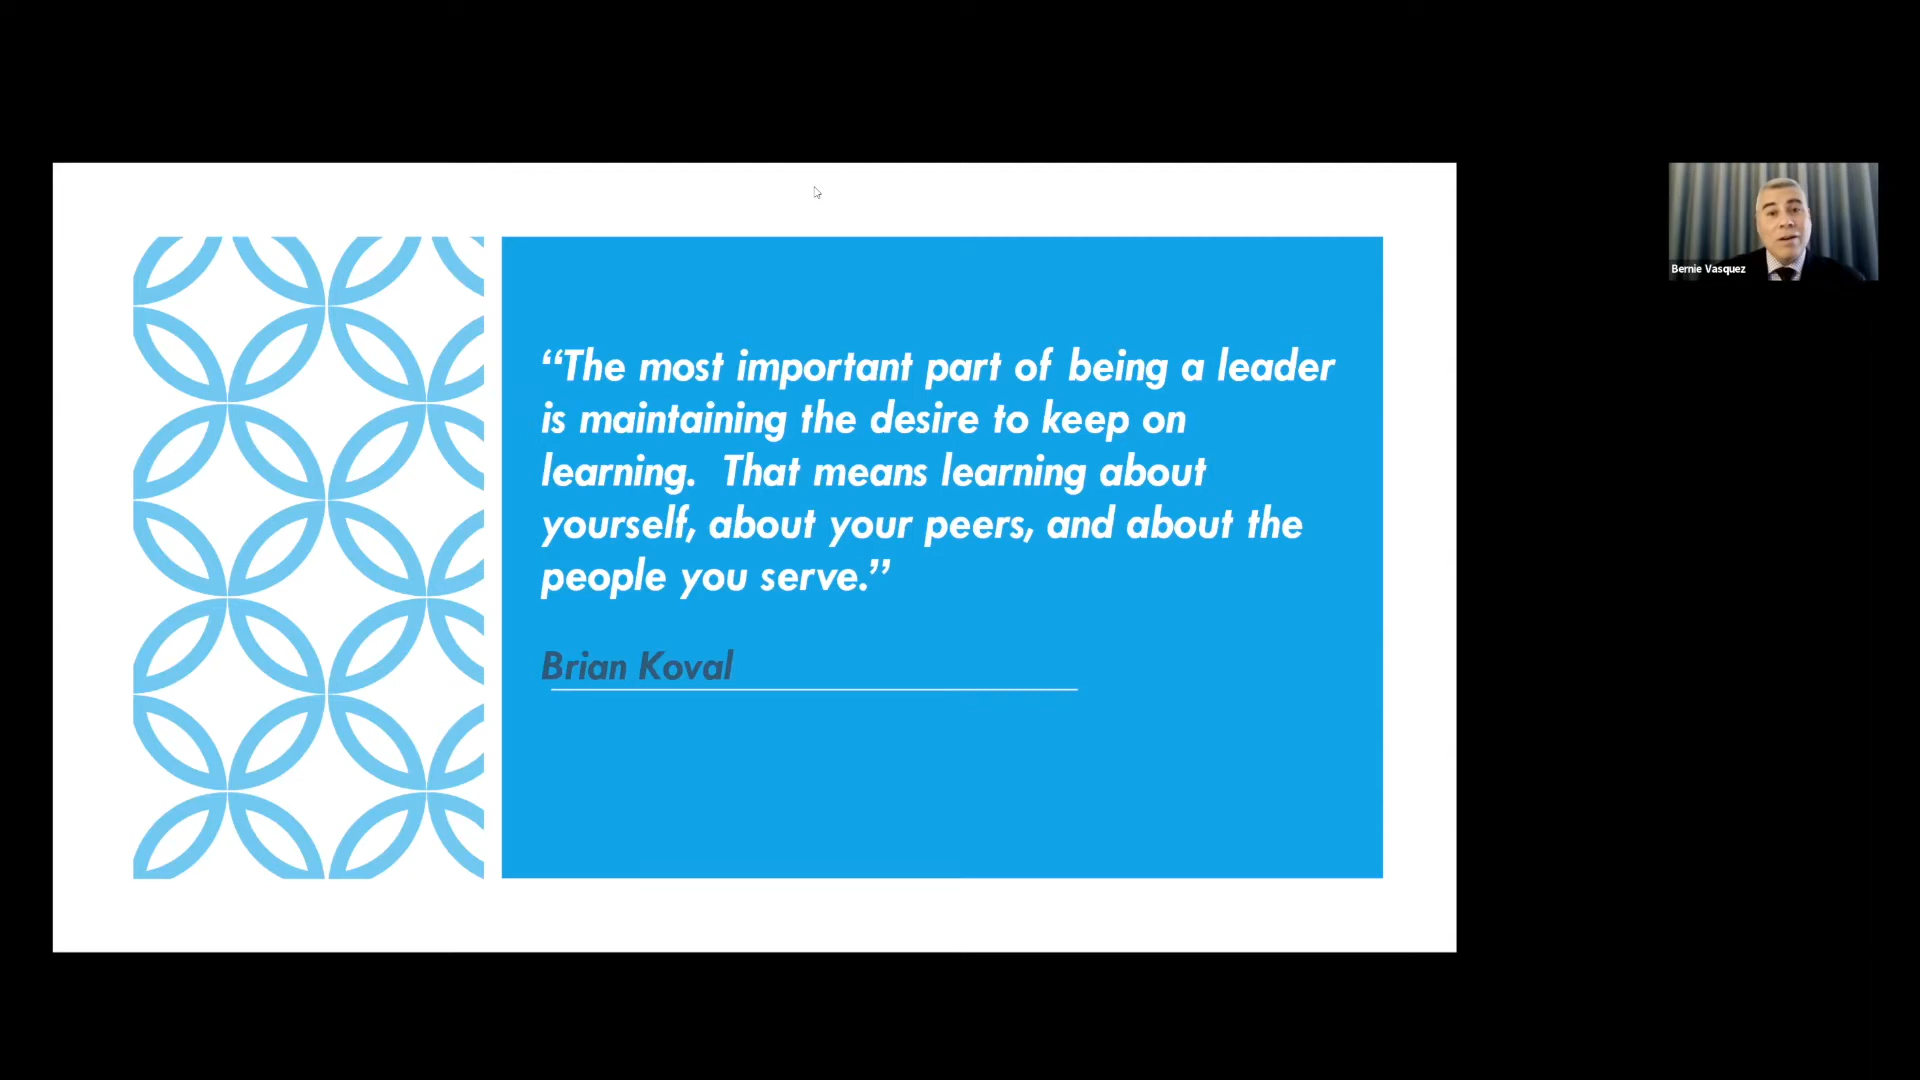 “The most important part of being a leader
is maintaining the desire to keep on
learning.  That means learning about
yourself, about your peers, and about the
people you serve.”
Brian Koval
Bernie Vasquez